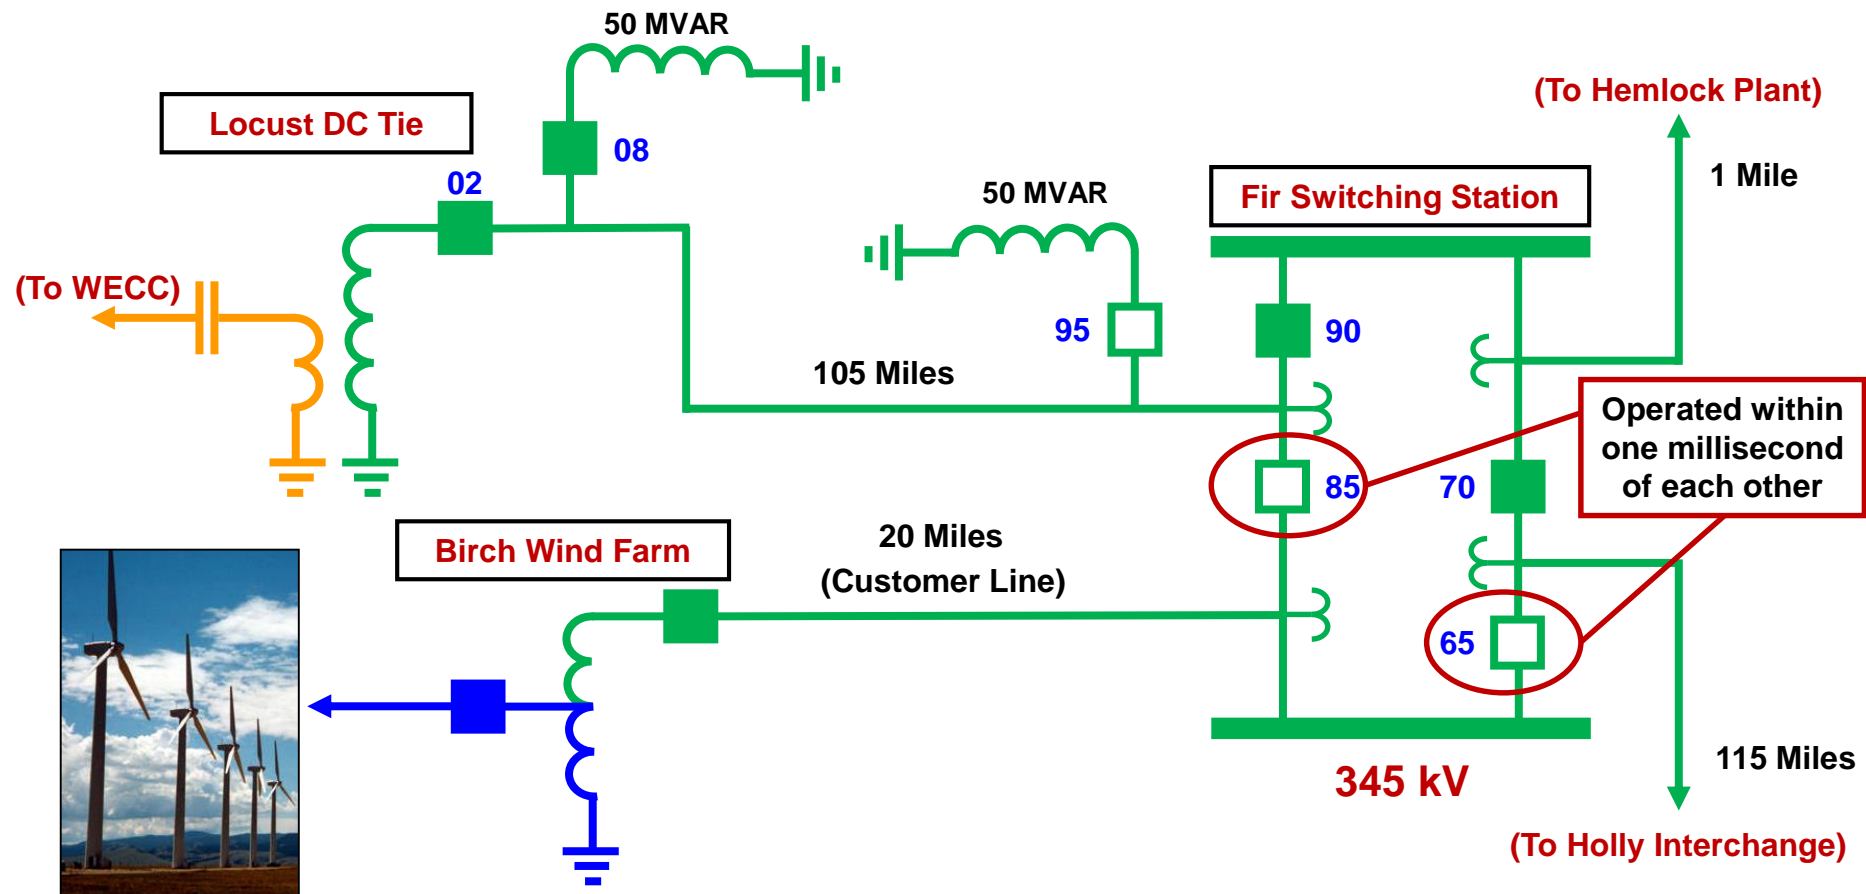 50 MVAR
Locust DC Tie
08
02
(To Hemlock Plant)
1 Mile
50 MVAR
Fir Switching Station
(To WECC)
95
90
105 Miles
Operated within
one millisecond
of each other
85
70
Birch Wind Farm
20 Miles
(Customer Line)
65
345 kV
115 Miles
(To Holly Interchange)